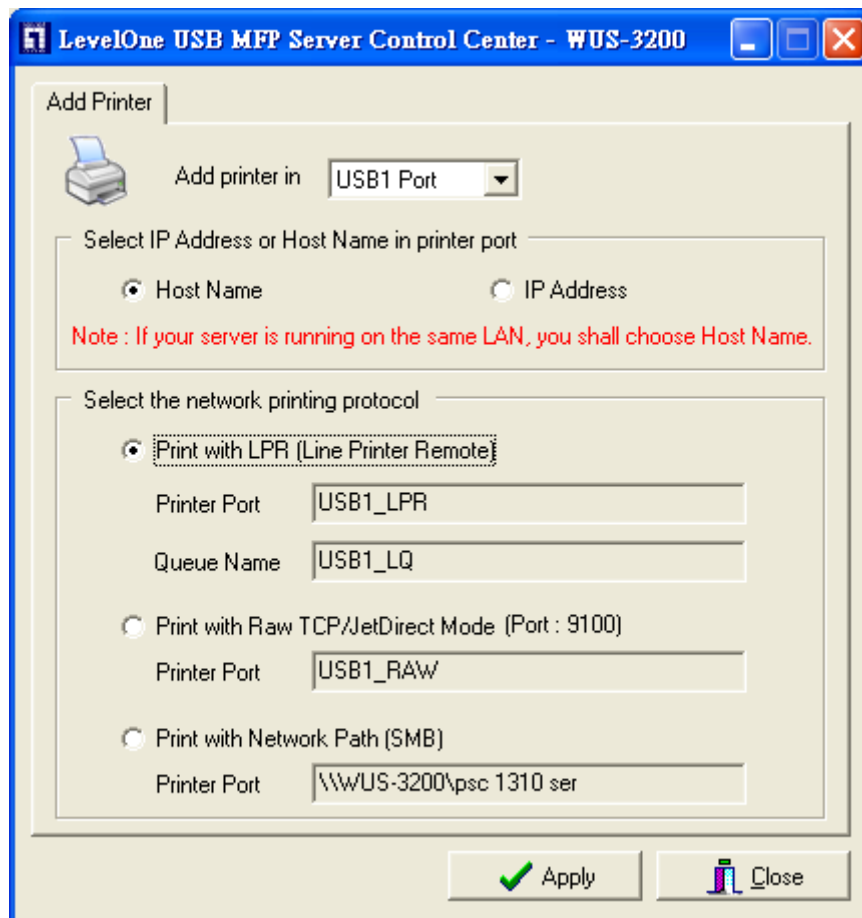 LevelOne USB MFP Server Control Center - WUS-3200
Add Printer
Add printer in USB1 Port
Select IP Address or Host Name in printer port
Host Name IP Address
Note : If your server is running on the same LAN, you shall choose Host Name.
Select the network printing protocol
Print with LPR (Line Printer Remote)
Printer Port USB1_LPR
Queue Name USB1_LQ
Print with Raw TCP/JetDirect Mode (Port : 9100)
Printer Port USB1_RAW
Print with Network Path (SMB)
Printer Port \\WUS-3200\psc 1310 ser
Apply Close